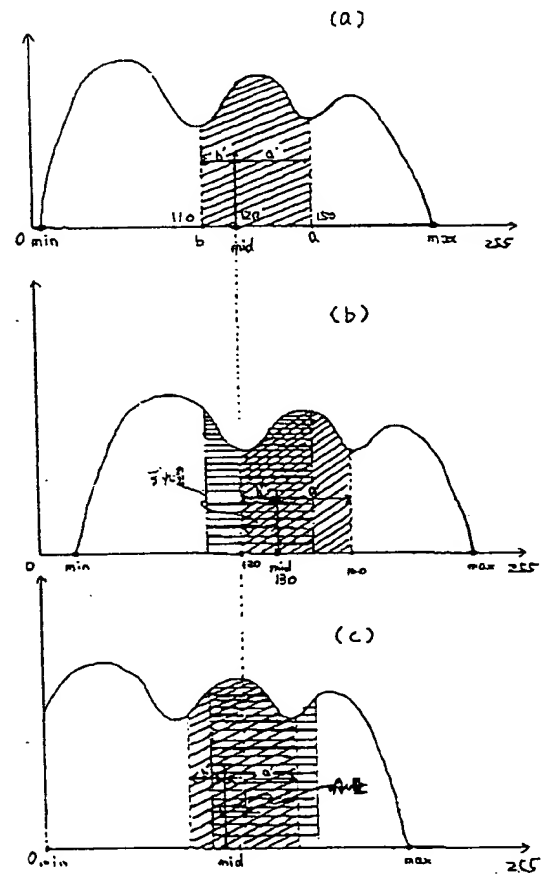 (a)
b' a'
110 120 150
0 min b mid a max 255
(b)
a
120 mid
0 min 130 max 255
(c)
a'
0 min mid max 255